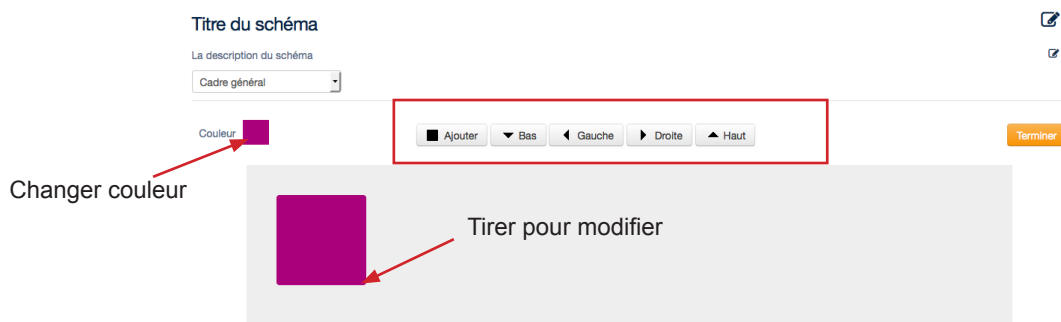 Titre du schéma
La description du schéma
Cadre général
Couleur
Ajouter
Bas
Gauche
Droite
Haut
Terminer
Changer couleur
Tirer pour modifier